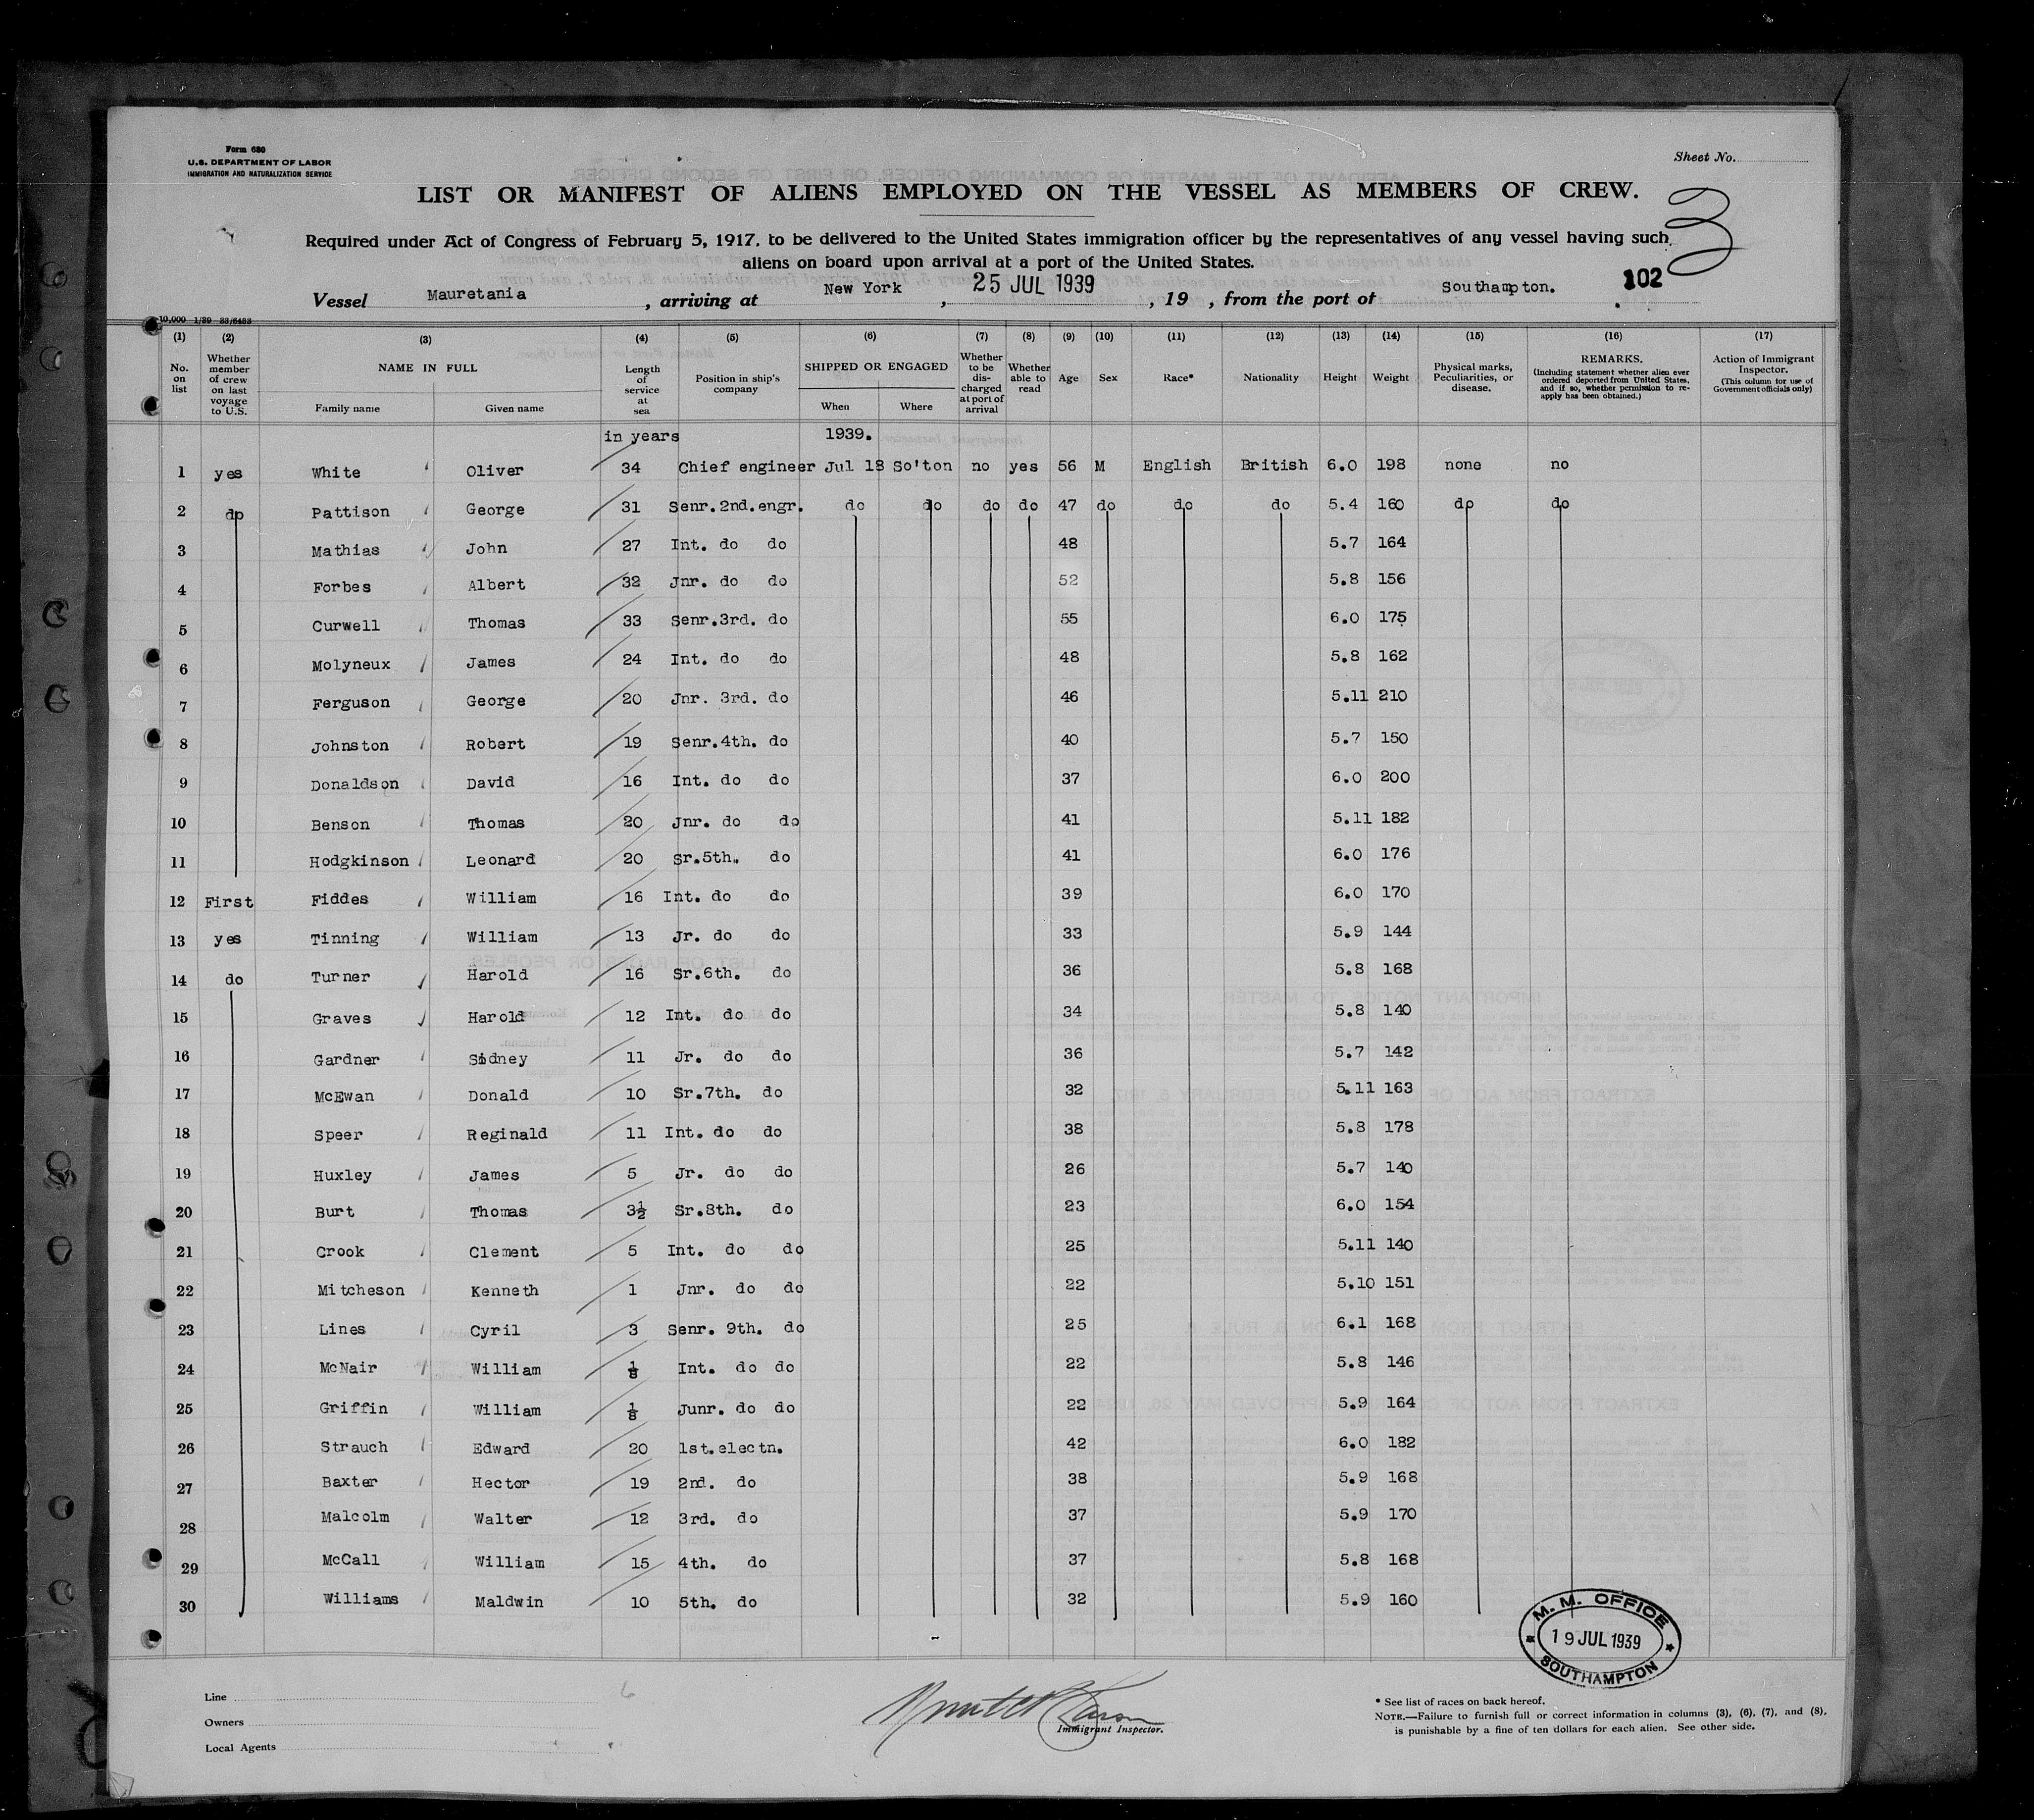 Form 680
U.S. DEPARTMENT OF LABOR
IMMIGRATION AND NATURALIZATION SERVICE
Sheet No.
LIST OR MANIFEST OF ALIENS EMPLOYED ON THE VESSEL AS MEMBERS OF CREW.
3
Required under Act of Congress of February 5, 1917, to be delivered to the United States immigration officer by the representatives of any vessel having such
aliens on board upon arrival at a port of the United States.
102
Vessel Mauretania, arriving at New York, 25 JUL 1939, 19 , from the port of Southampton.
10,000 1/39 33/6433
(1) (2) (3) (4) (5) (6) (7) (8) (9) (10) (11) (12) (13) (14) (15) (16) (17)
No. on list Whether member of crew on last voyage to U.S. NAME IN FULL Family name Given name Length of service at sea Position in ship's company SHIPPED OR ENGAGED When Where Whether to be dis-charged at port of arrival Whether able to read Age Sex Race* Nationality Height Weight Physical marks, Peculiarities, or disease. REMARKS. (Including statement whether alien ever ordered deported from United States, and if so, whether permission to re-apply has been obtained.) Action of Immigrant Inspector. (This column for use of Government officials only)
in years 1939.
1 yes White Oliver 34 Chief engineer Jul 18 So'ton no yes 56 M English British 6.0 198 none no
2 do Pattison George 31 Senr.2nd.engr. do do do do 47 do do do 5.4 160 do do
3 Mathias John 27 Int. do do 48 5.7 164
4 Forbes Albert 32 Jnr. do do 52 5.8 156
5 Curwell Thomas 33 Senr.3rd. do 55 6.0 175
6 Molyneux James 24 Int. do do 48 5.8 162
7 Ferguson George 20 Jnr. 3rd. do 46 5.11 210
8 Johnston Robert 19 Senr.4th. do 40 5.7 150
9 Donaldson David 16 Int. do do 37 6.0 200
10 Benson Thomas 20 Jnr. do do 41 5.11 182
11 Hodgkinson Leonard 20 Sr.5th. do 41 6.0 176
12 First Fiddes William 16 Int. do do 39 6.0 170
13 yes Tinning William 13 Jr. do do 33 5.9 144
14 do Turner Harold 16 Sr.6th. do 36 5.8 168
15 Graves Harold 12 Int. do do 34 5.8 140
16 Gardner Sidney 11 Jr. do do 36 5.7 142
17 McEwan Donald 10 Sr.7th. do 32 5.11 163
18 Speer Reginald 11 Int. do do 38 5.8 178
19 Huxley James 5 Jr. do do 26 5.7 140
20 Burt Thomas 3½ Sr.8th. do 23 6.0 154
21 Crook Clement 5 Int. do do 25 5.11 140
22 Mitcheson Kenneth 1 Jnr. do do 22 5.10 151
23 Lines Cyril 3 Senr. 9th. do 25 6.1 168
24 McNair William ⅛ Int. do do 22 5.8 146
25 Griffin William ⅛ Junr. do do 22 5.9 164
26 Strauch Edward 20 1st.electn. 42 6.0 182
27 Baxter Hector 19 2nd. do 38 5.9 168
28 Malcolm Walter 12 3rd. do 37 5.9 170
29 McCall William 15 4th. do 37 5.8 168
30 Williams Maldwin 10 5th. do 32 5.9 160
M. M. OFFICE
19 JUL 1939
SOUTHAMPTON
Line
Owners
Local Agents
6
Immigrant Inspector.
* See list of races on back hereof.
NOTE.—Failure to furnish full or correct information in columns (3), (6), (7), and (8),
is punishable by a fine of ten dollars for each alien. See other side.